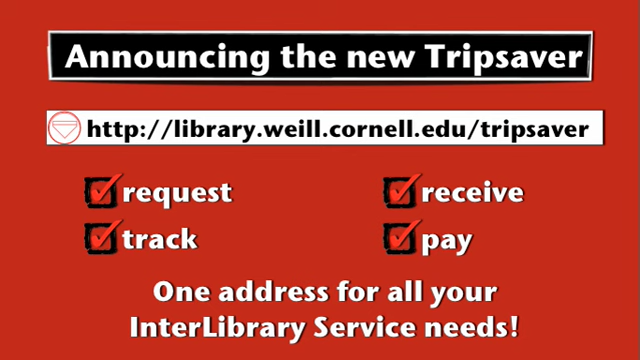 Announcing the new Tripsaver
http://library.weill.cornell.edu/tripsaver
request receive
track pay
One address for all your
InterLibrary Service needs!